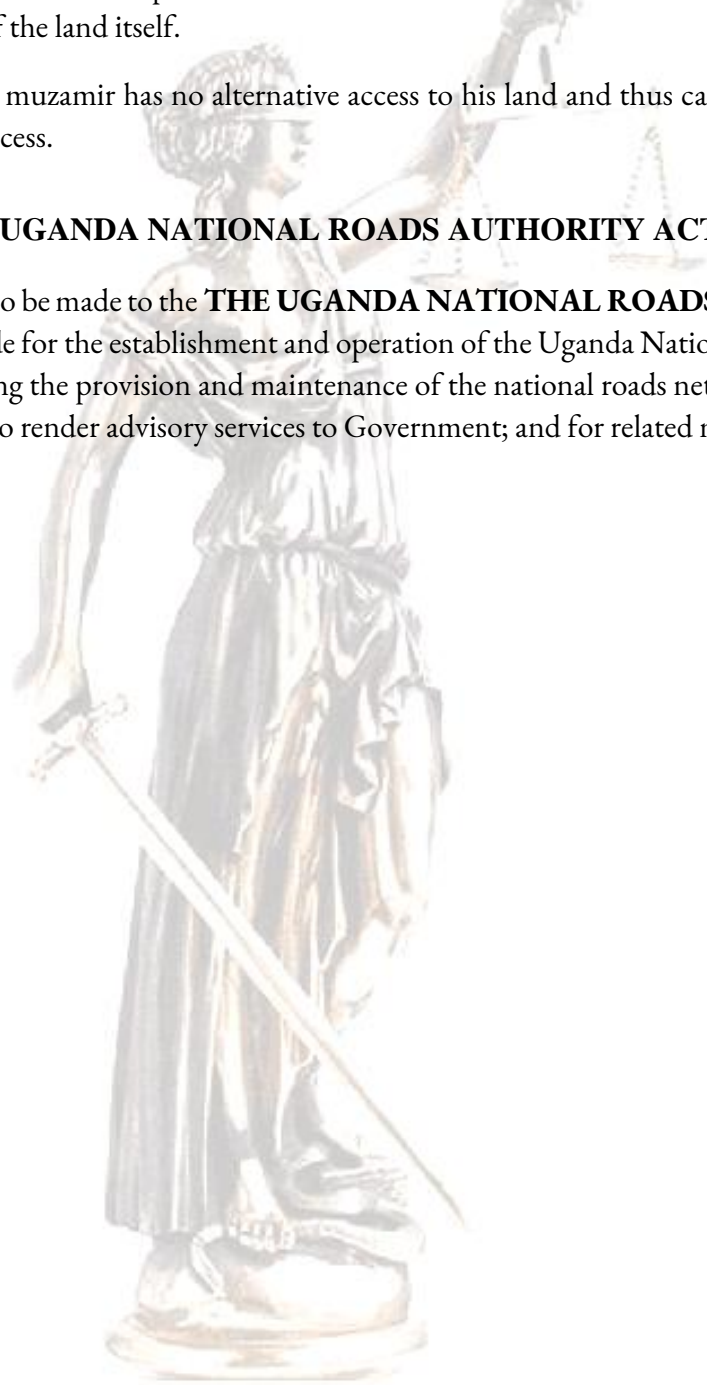 f the land itself.
muzamir has no alternative access to his land and thus ca
cess.
UGANDA NATIONAL ROADS AUTHORITY ACT
o be made to the THE UGANDA NATIONAL ROADS
le for the establishment and operation of the Uganda Natio
ng the provision and maintenance of the national roads net
o render advisory services to Government; and for related